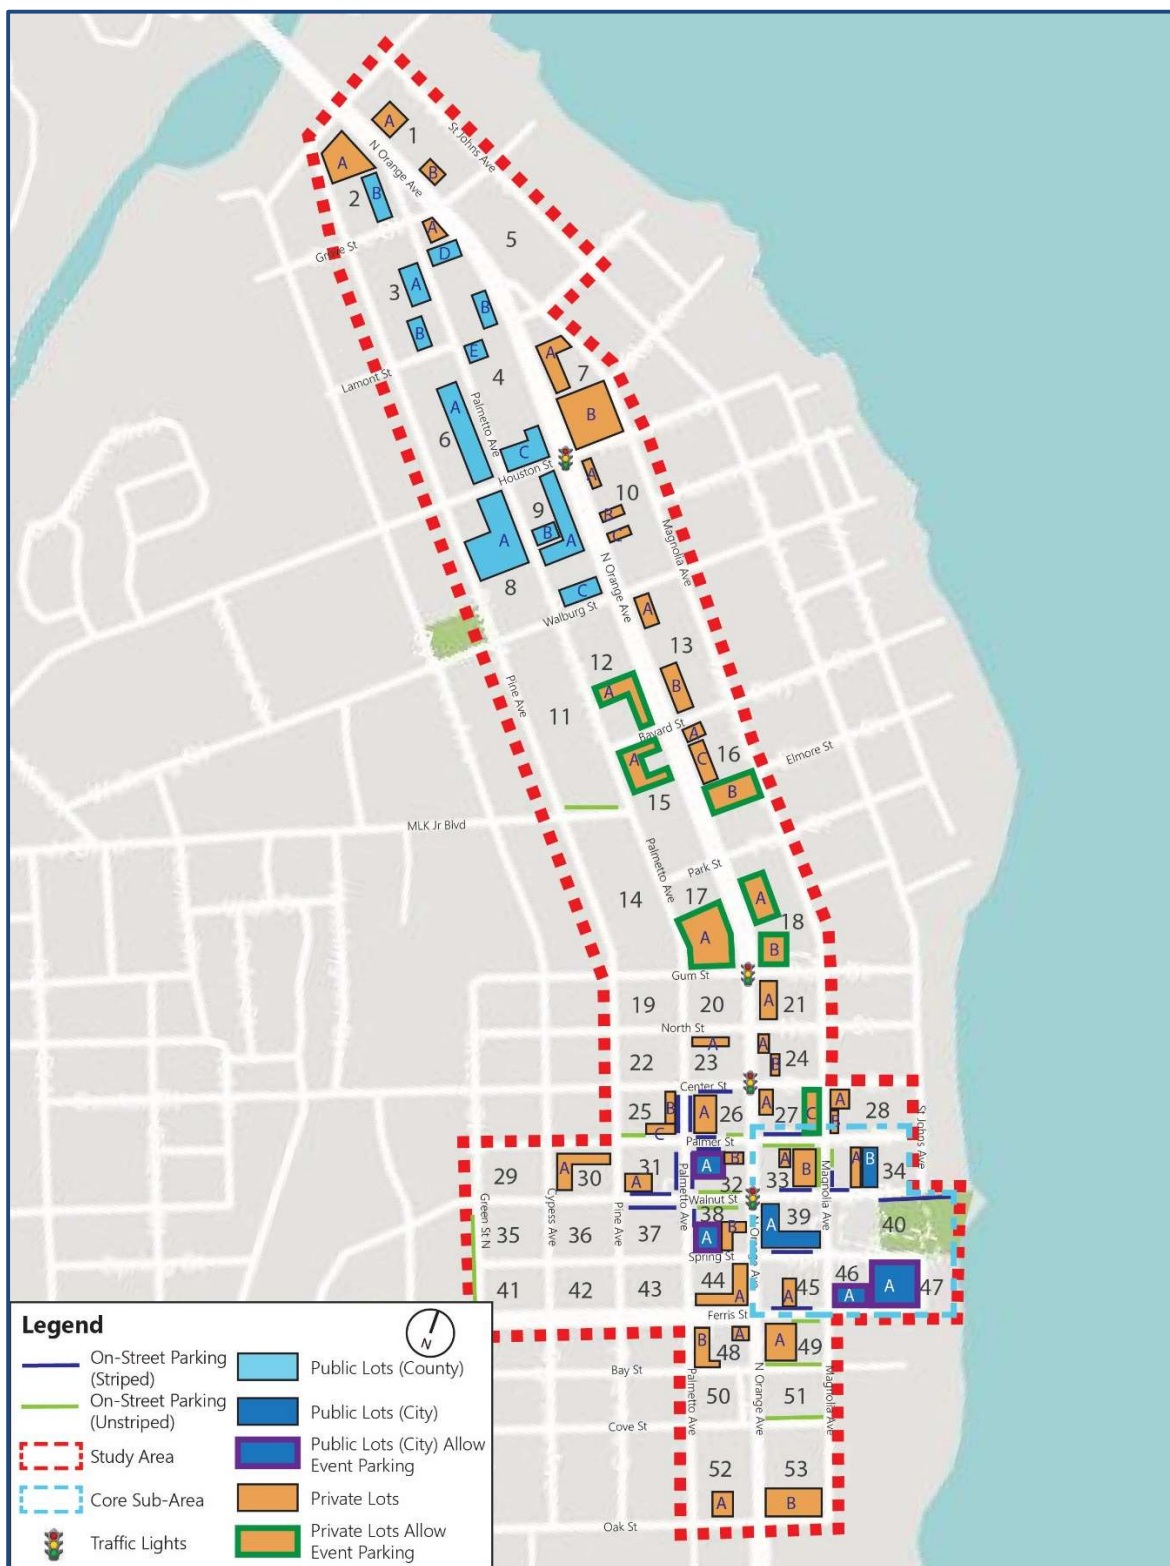 A
1
St Johns Ave
N Orange Ave
A
B
2
B
A
5
Grove St
D
3
A
B
B
E
A
4
7
Lamont St
A
B
6
Palmetto Ave
C
Houston St
A
10
9
B
B
A
C
A
8
Magnolia Ave
N Orange Ave
C
Walburg St
A
13
12
A
B
Pine Ave
11
Bayard St
A
C
16
A
Elmore St
B
15
MLK Jr Blvd
Palmetto Ave
Park St
14
17
A
A
18
B
Gum St
19
20
A
21
North St
A
A
22
23
B
24
Center St
25
B
C
A
26
A
27
C
A
B
28
St Johns Ave
Palmer St
29
A
30
31
A
A
B
32
A
33
B
A
B
34
Green St N
Cypess Ave
Pine Ave
Palmetto Ave
Walnut St
Magnolia Ave
35
36
37
38
A
B
N Orange Ave
A
39
40
Spring St
41
42
43
44
A
A
45
46
A
A
47
Ferris St
B
A
48
A
49
Bay St
Palmetto Ave
N Orange Ave
Magnolia Ave
50
51
Cove St
52
53
A
B
Oak St
Legend
N
On-Street Parking
(Striped)
On-Street Parking
(Unstriped)
Study Area
Core Sub-Area
Traffic Lights
Public Lots (County)
Public Lots (City)
Public Lots (City) Allow
Event Parking
Private Lots
Private Lots Allow
Event Parking